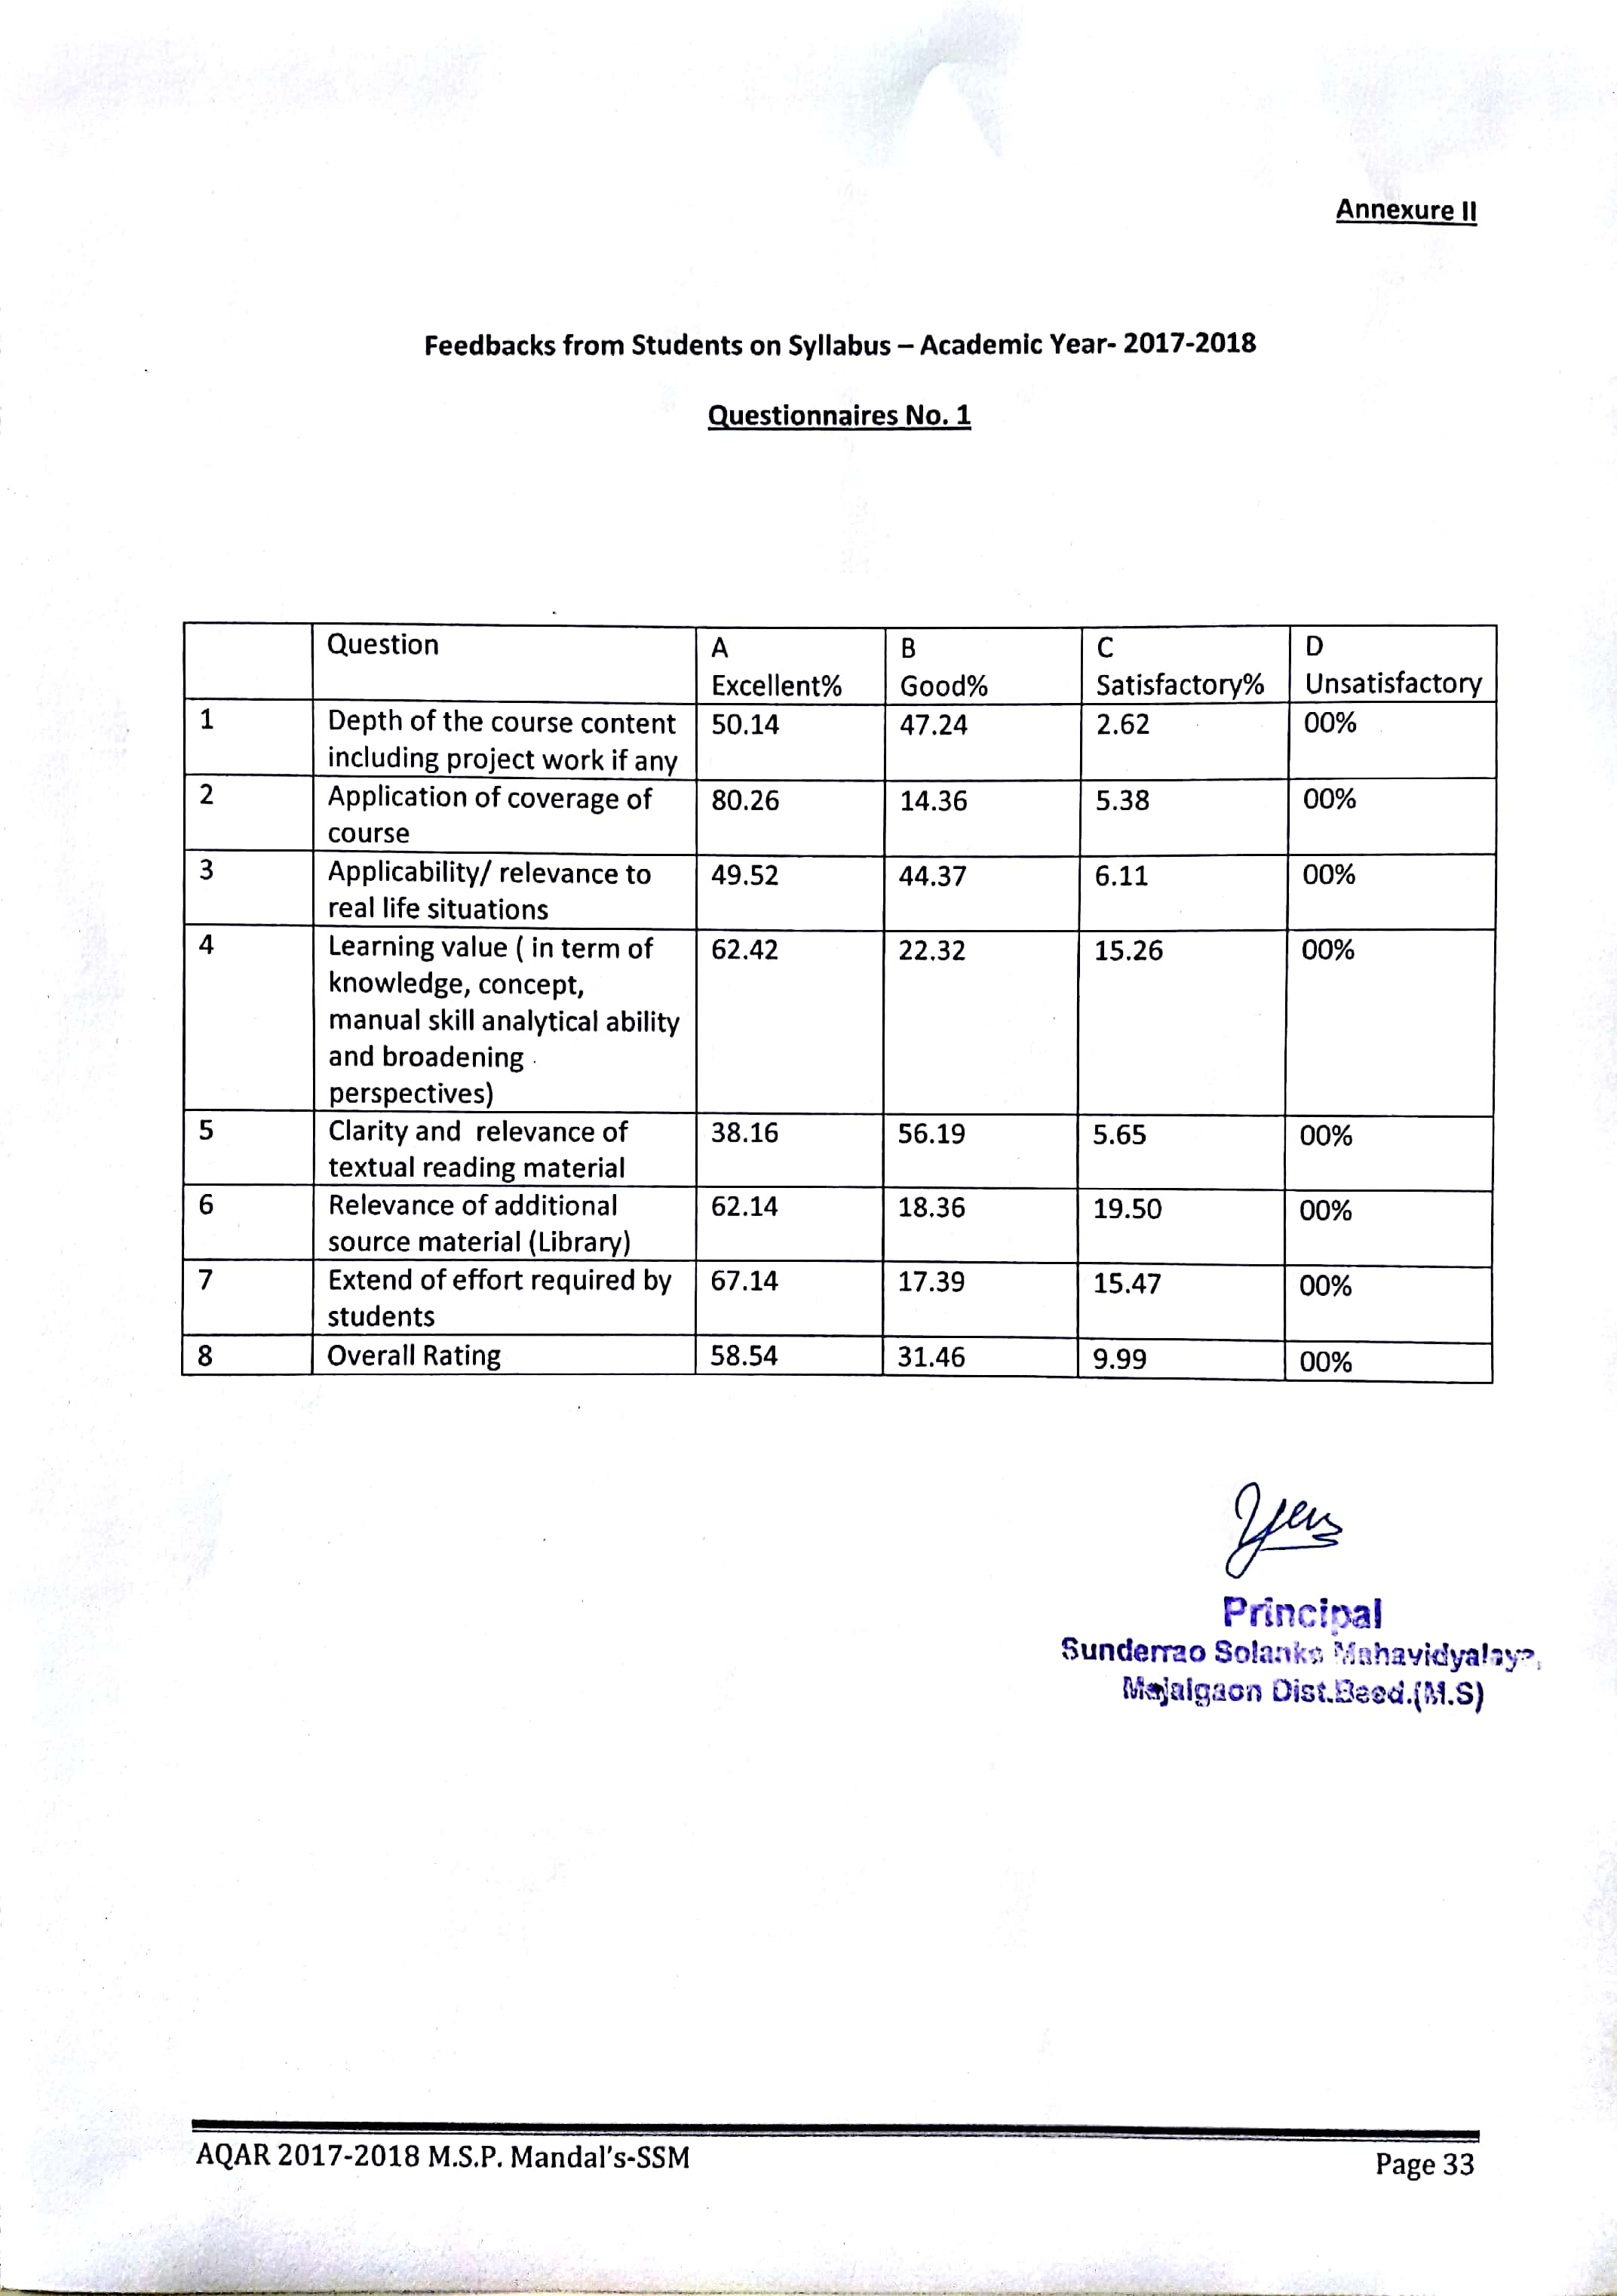 Annexure II
Feedbacks from Students on Syllabus – Academic Year- 2017-2018
Questionnaires No. 1
Question A B C D
Excellent% Good% Satisfactory% Unsatisfactory
1 Depth of the course content 50.14 47.24 2.62 00%
including project work if any
2 Application of coverage of 80.26 14.36 5.38 00%
course
3 Applicability/ relevance to 49.52 44.37 6.11 00%
real life situations
4 Learning value ( in term of 62.42 22.32 15.26 00%
knowledge, concept,
manual skill analytical ability
and broadening
perspectives)
5 Clarity and relevance of 38.16 56.19 5.65 00%
textual reading material
6 Relevance of additional 62.14 18.36 19.50 00%
source material (Library)
7 Extend of effort required by 67.14 17.39 15.47 00%
students
8 Overall Rating 58.54 31.46 9.99 00%
Principal
Sunderrao Solanke Mahavidyalaya,
Majalgaon Dist.Beed.(M.S)
AQAR 2017-2018 M.S.P. Mandal's-SSM
Page 33